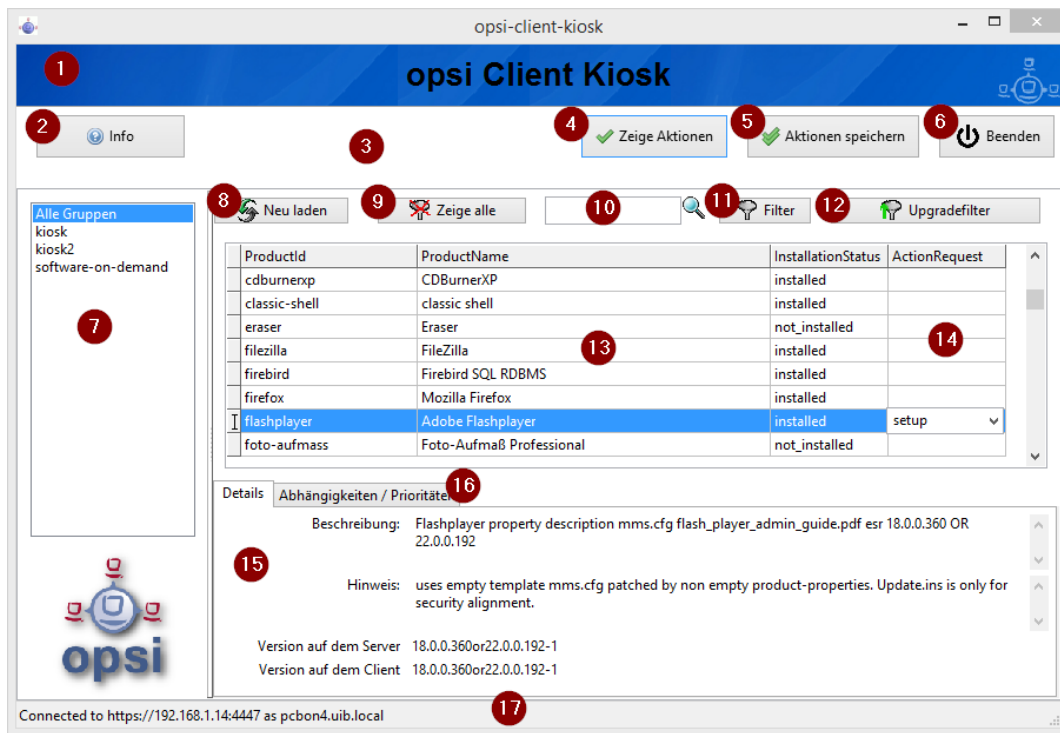 opsi-client-kiosk
1
opsi Client Kiosk
2 Info
3
4 Zeige Aktionen
5 Aktionen speichern
6 Beenden
Alle Gruppen
kiosk
kiosk2
software-on-demand
7
8 Neu laden
9 Zeige alle
10
11 Filter
12 Upgradefilter
ProductId ProductName InstallationStatus ActionRequest
cdburnerxp CDBurnerXP installed
classic-shell classic shell installed
eraser Eraser not_installed
filezilla FileZilla installed
13
14
firebird Firebird SQL RDBMS installed
firefox Mozilla Firefox installed
flashplayer Adobe Flashplayer installed setup
foto-aufmass Foto-Aufmaß Professional not_installed
Details Abhängigkeiten / Prioritäten 16
15
Beschreibung: Flashplayer property description mms.cfg flash_player_admin_guide.pdf esr 18.0.0.360 OR
22.0.0.192
Hinweis: uses empty template mms.cfg patched by non empty product-properties. Update.ins is only for
security alignment.
Version auf dem Server 18.0.0.360or22.0.0.192-1
Version auf dem Client 18.0.0.360or22.0.0.192-1
opsi
Connected to https://192.168.1.14:4447 as pcbon4.uib.local
17